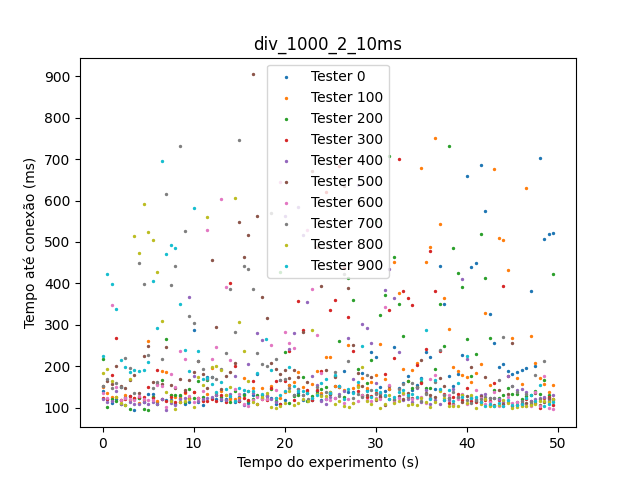 div_1000_2_10ms
Tempo até conexão (ms)
900
800
700
600
500
400
300
200
100
Tester 0
Tester 100
Tester 200
Tester 300
Tester 400
Tester 500
Tester 600
Tester 700
Tester 800
Tester 900
0 10 20 30 40 50
Tempo do experimento (s)